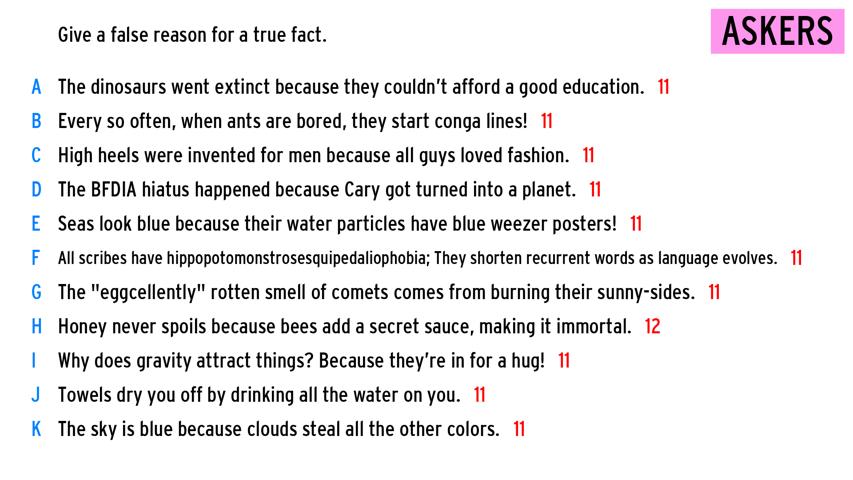 Give a false reason for a true fact.
ASKERS
A The dinosaurs went extinct because they couldn't afford a good education. 11
B Every so often, when ants are bored, they start conga lines! 11
C High heels were invented for men because all guys loved fashion. 11
D The BFDIA hiatus happened because Cary got turned into a planet. 11
E Seas look blue because their water particles have blue weezer posters! 11
F All scribes have hippopotomonstrosesquipedaliophobia; They shorten recurrent words as language evolves. 11
G The "eggcellently" rotten smell of comets comes from burning their sunny-sides. 11
H Honey never spoils because bees add a secret sauce, making it immortal. 12
I Why does gravity attract things? Because they're in for a hug! 11
J Towels dry you off by drinking all the water on you. 11
K The sky is blue because clouds steal all the other colors. 11